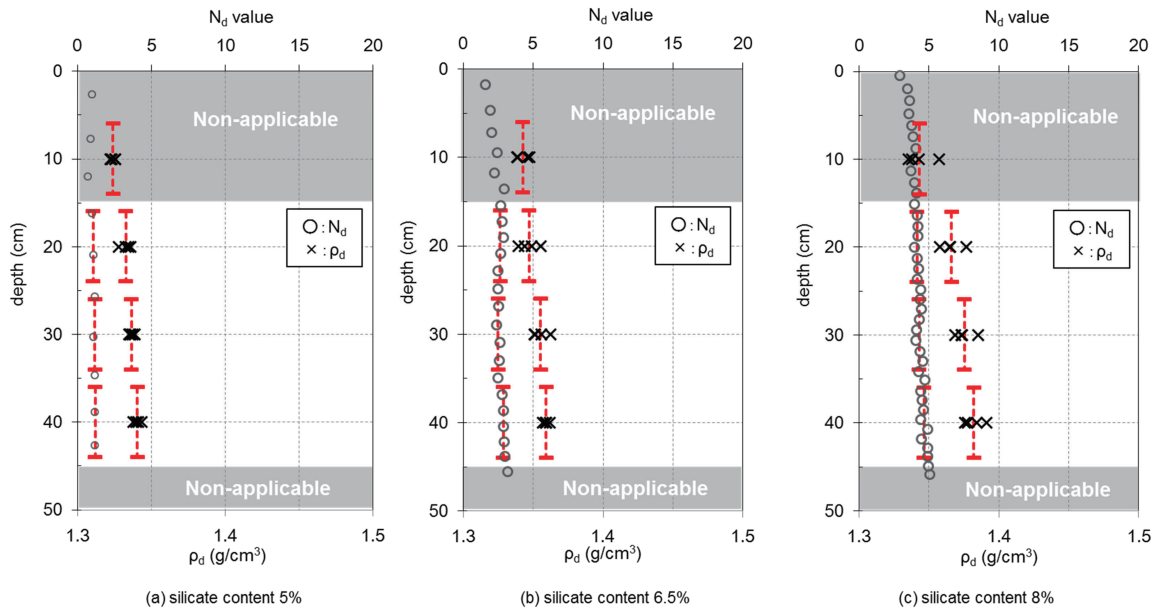 N_d value
0 5 10 15 20
0
10
20
30
40
50
depth (cm)
Non-applicable
○ : N_d
× : ρ_d
Non-applicable
1.3 1.4 1.5
ρ_d (g/cm³)
(a) silicate content 5%
N_d value
0 5 10 15 20
0
10
20
30
40
50
depth (cm)
Non-applicable
○ : N_d
× : ρ_d
Non-applicable
1.3 1.4 1.5
ρ_d (g/cm³)
(b) silicate content 6.5%
N_d value
0 5 10 15 20
0
10
20
30
40
50
depth (cm)
Non-applicable
○ : N_d
× : ρ_d
Non-applicable
1.3 1.4 1.5
ρ_d (g/cm³)
(c) silicate content 8%